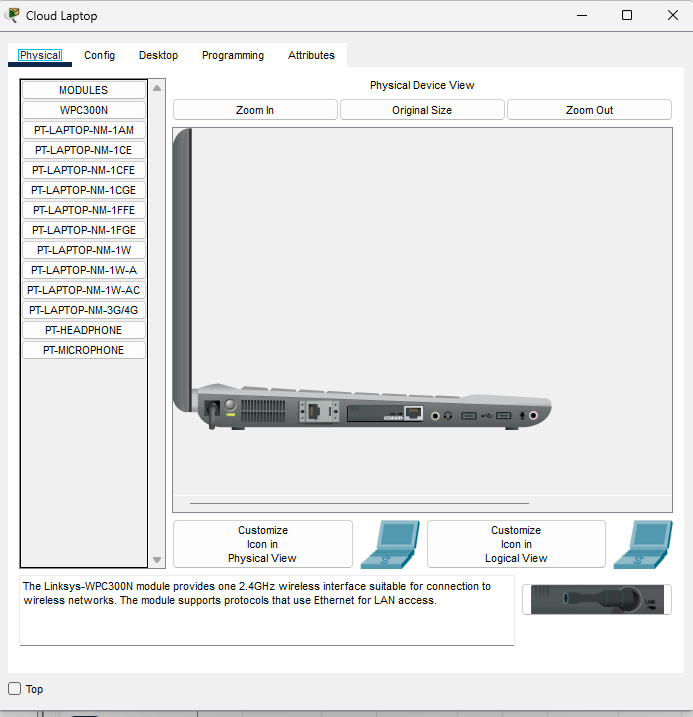 Cloud Laptop
Physical Config Desktop Programming Attributes
MODULES
WPC300N
PT-LAPTOP-NM-1AM
PT-LAPTOP-NM-1CE
PT-LAPTOP-NM-1CFE
PT-LAPTOP-NM-1CGE
PT-LAPTOP-NM-1FFE
PT-LAPTOP-NM-1FGE
PT-LAPTOP-NM-1W
PT-LAPTOP-NM-1W-A
PT-LAPTOP-NM-1W-AC
PT-LAPTOP-NM-3G/4G
PT-HEADPHONE
PT-MICROPHONE
Physical Device View
Zoom In Original Size Zoom Out
Customize
Icon in
Physical View
Customize
Icon in
Logical View
The Linksys-WPC300N module provides one 2.4GHz wireless interface suitable for connection to
wireless networks. The module supports protocols that use Ethernet for LAN access.
LINK
Top